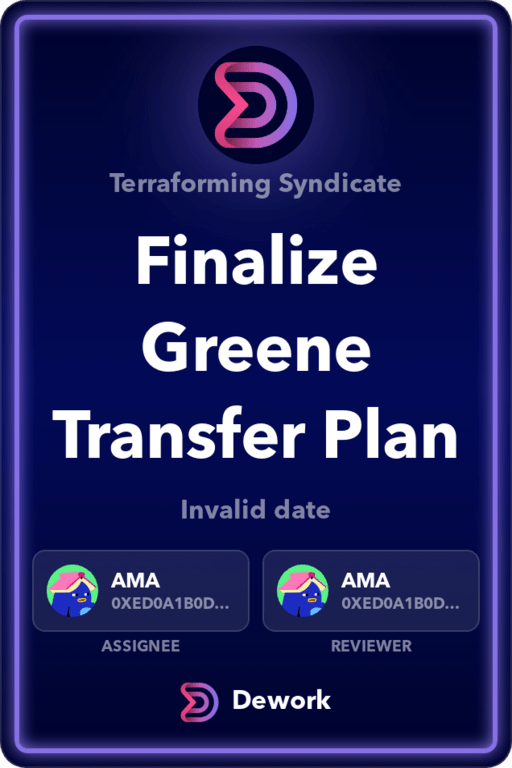 Terraforming Syndicate
Finalize
Greene
Transfer Plan
Invalid date
AMA
0XED0A1B0D...
ASSIGNEE
AMA
0XED0A1B0D...
REVIEWER
Dework